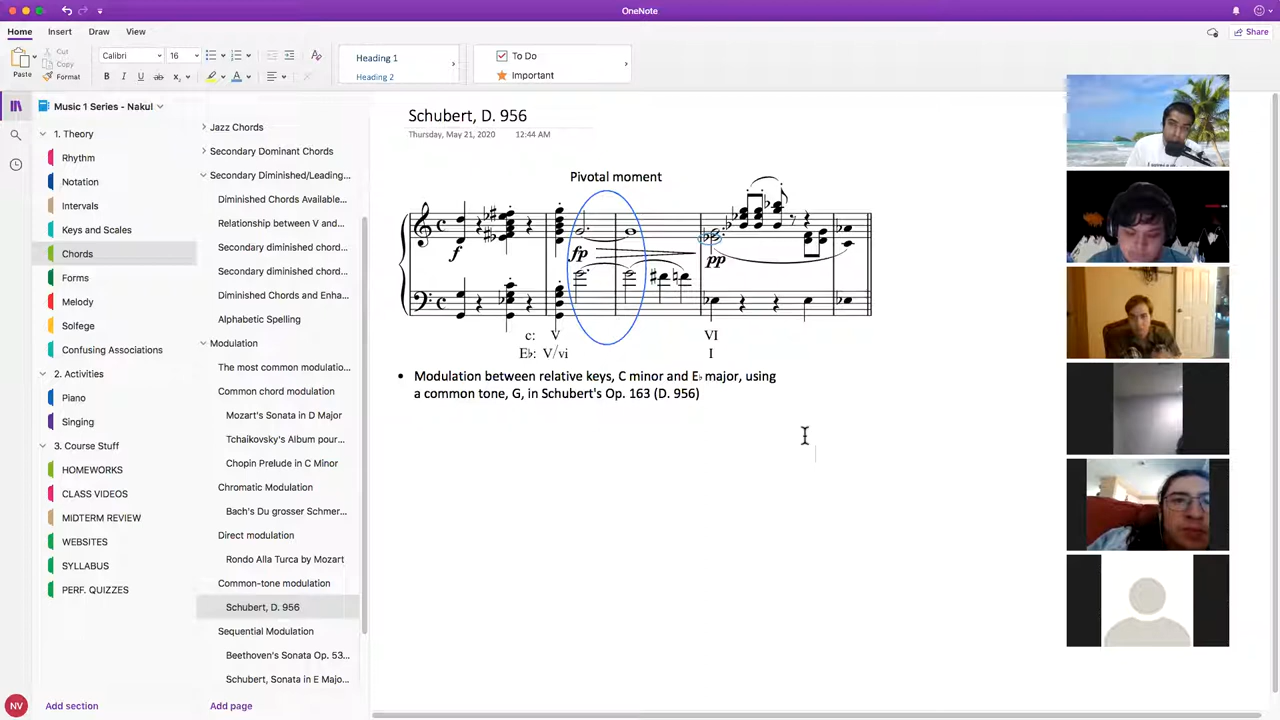 OneNote
Home
Insert
Draw
View
Share
Paste
Cut
Copy
Format
Calibri
16
B I U ab x
A
Heading 1
Heading 2
To Do
Important
Music 1 Series - Nakul
1. Theory
Rhythm
Notation
Intervals
Keys and Scales
Chords
Forms
Melody
Solfege
Confusing Associations
2. Activities
Piano
Singing
3. Course Stuff
HOMEWORKS
CLASS VIDEOS
MIDTERM REVIEW
WEBSITES
SYLLABUS
PERF. QUIZZES
NV
Add section
Jazz Chords
Secondary Dominant Chords
Secondary Diminished/Leading...
Diminished Chords Available...
Relationship between V and...
Secondary diminished chord...
Secondary diminished chord...
Diminished Chords and Enha...
Alphabetic Spelling
Modulation
The most common modulatio...
Common chord modulation
Mozart's Sonata in D Major
Tchaikovsky's Album pour...
Chopin Prelude in C Minor
Chromatic Modulation
Bach's Du grosser Schmer...
Direct modulation
Rondo Alla Turca by Mozart
Common-tone modulation
Schubert, D. 956
Sequential Modulation
Beethoven's Sonata Op. 53...
Schubert, Sonata in E Majo...
Add page
Schubert, D. 956
Thursday, May 21, 2020 12:44 AM
Pivotal moment
f fp pp
c: V VI
E♭: V/vi I
• Modulation between relative keys, C minor and E♭ major, using
a common tone, G, in Schubert's Op. 163 (D. 956)